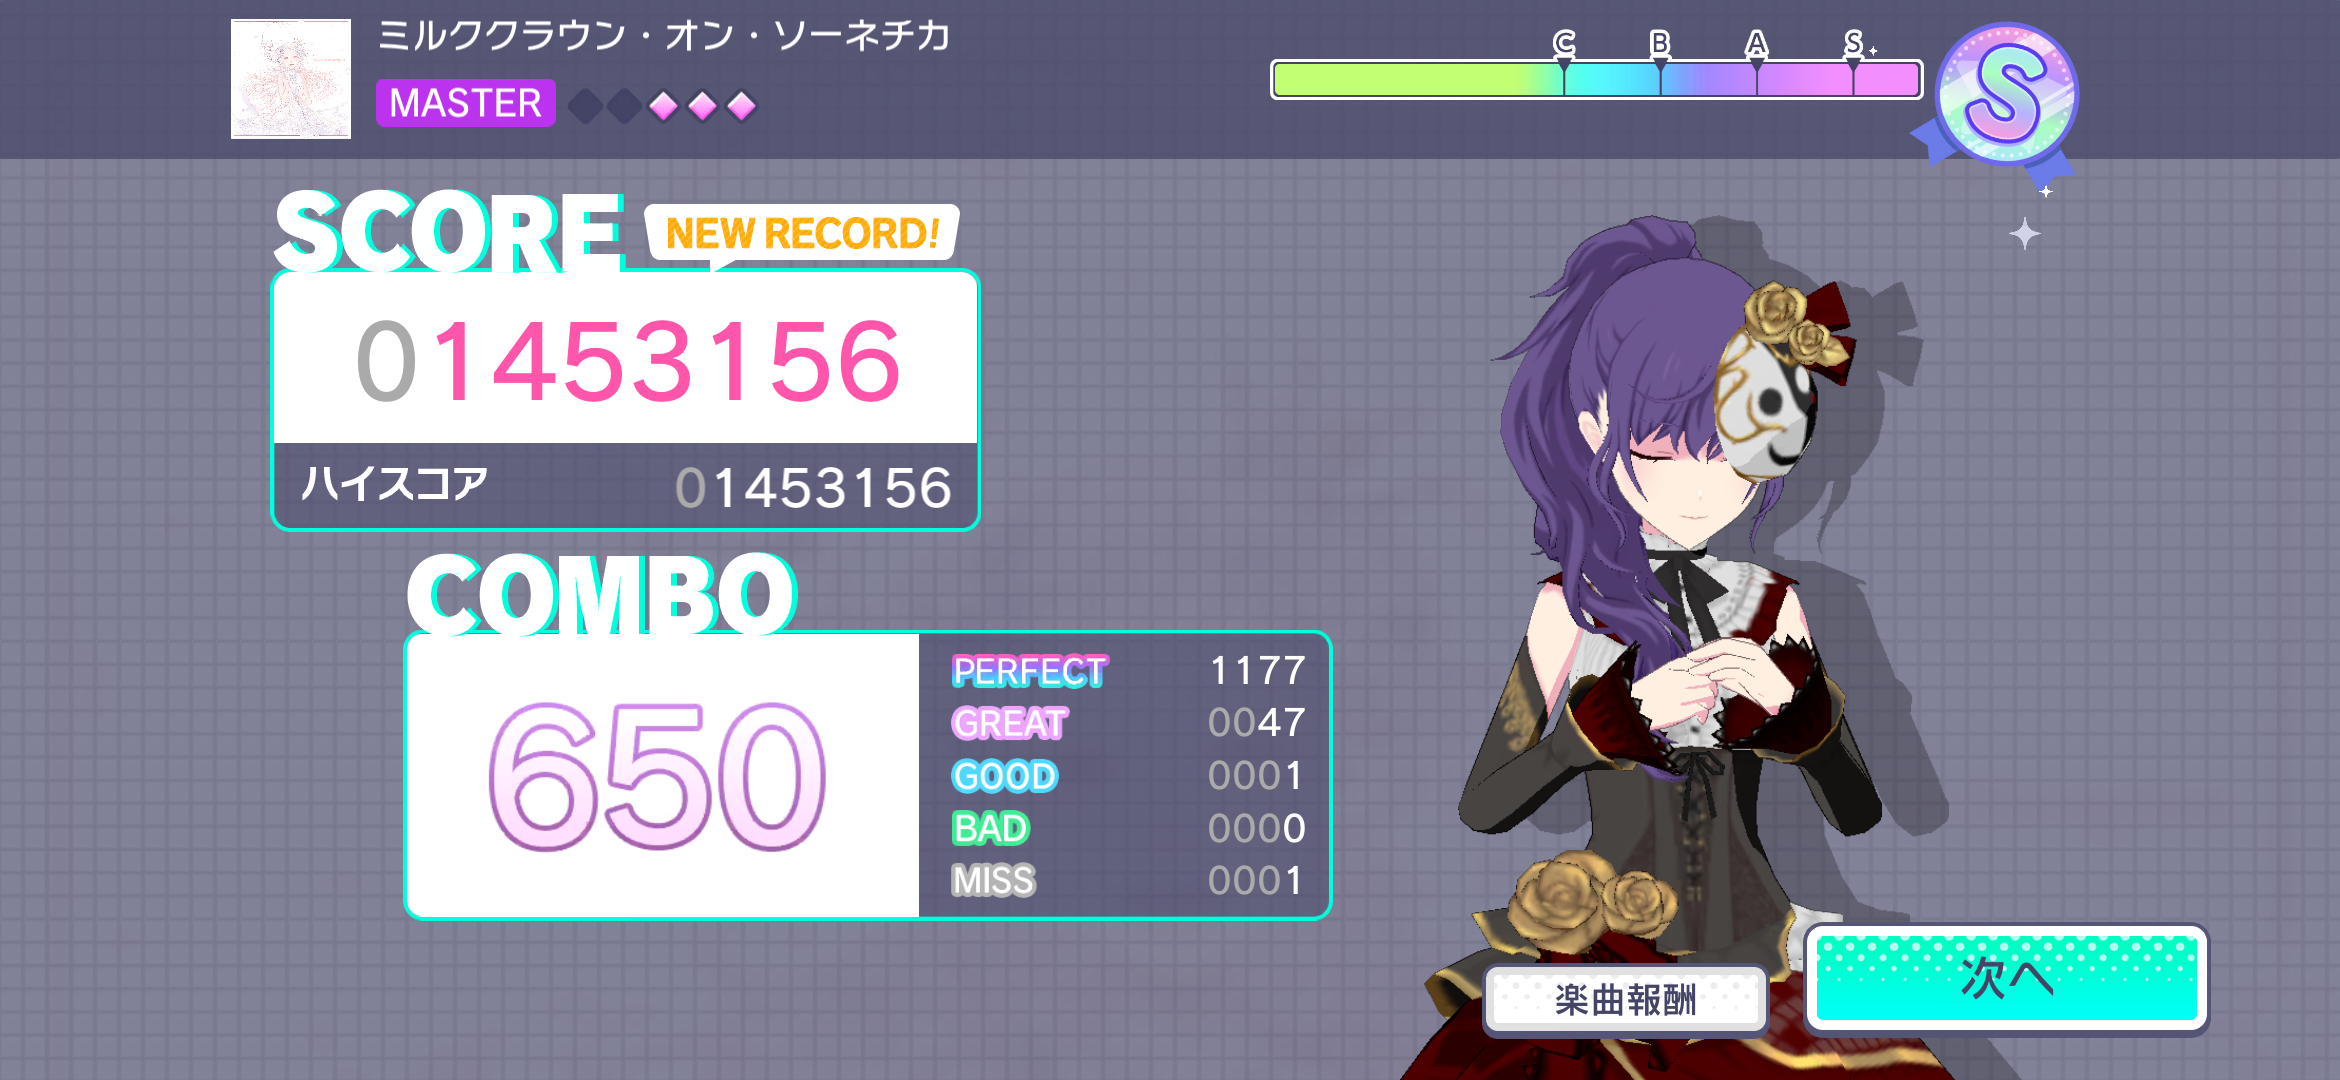 ミルククラウン・オン・ソーネチカ
MASTER
C B A S
S
SCORE
NEW RECORD!
01453156
ハイスコア 01453156
COMBO
650
PERFECT 1177
GREAT 0047
GOOD 0001
BAD 0000
MISS 0001
楽曲報酬
次へ